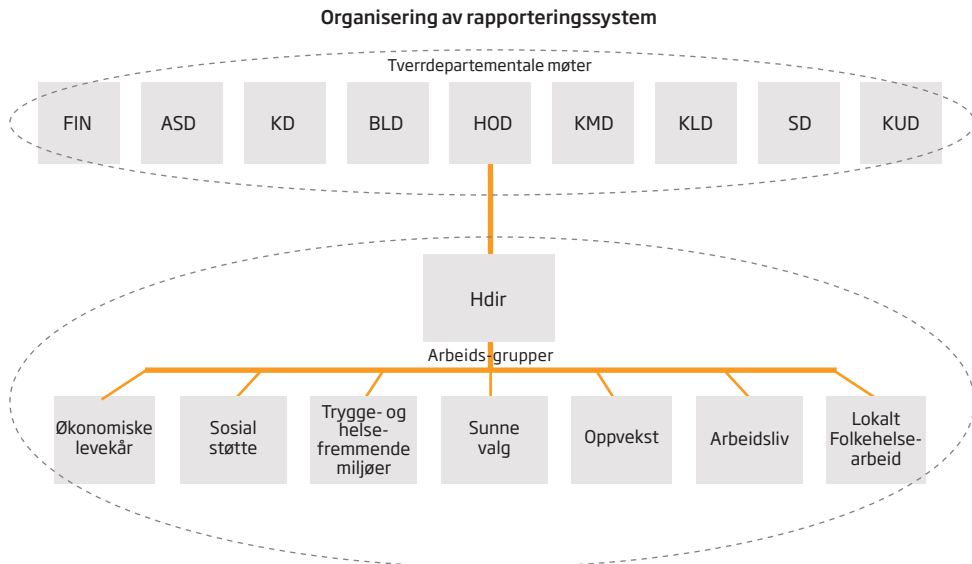 Organisering av rapporteringssystem
Tverrdepartementale møter
FIN
ASD
KD
BLD
HOD
KMD
KLD
SD
KUD
Hdir
Arbeids-grupper
Økonomiske
levekår
Sosial
støtte
Trygge- og
helse-
fremmende
miljøer
Sunne
valg
Oppvekst
Arbeidsliv
Lokalt
Folkehelse-
arbeid